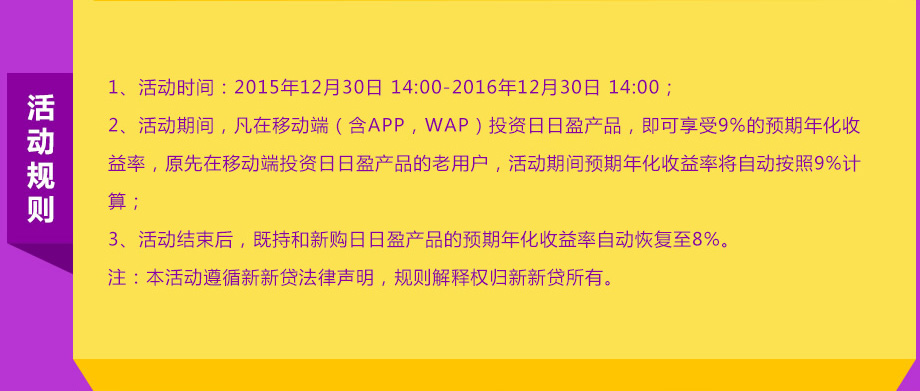 活动规则
1、活动时间：2015年12月30日 14:00-2016年12月30日 14:00；
2、活动期间，凡在移动端（含APP，WAP）投资日日盈产品，即可享受9%的预期年化收
益率，原先在移动端投资日日盈产品的老用户，活动期间预期年化收益率将自动按照9%计
算；
3、活动结束后，既持和新购日日盈产品的预期年化收益率自动恢复至8%。
注：本活动遵循新新贷法律声明，规则解释权归新新贷所有。